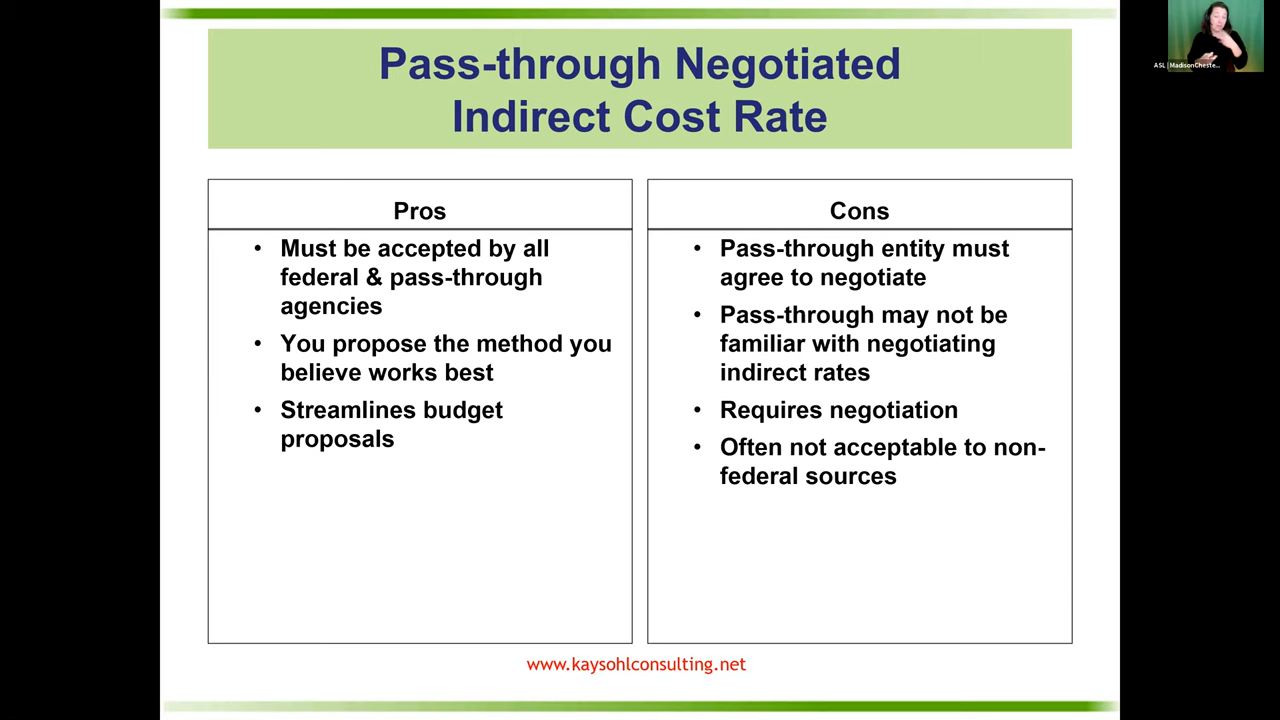 Pass-through Negotiated
Indirect Cost Rate
Pros
• Must be accepted by all
federal & pass-through
agencies
• You propose the method you
believe works best
• Streamlines budget
proposals
Cons
• Pass-through entity must
agree to negotiate
• Pass-through may not be
familiar with negotiating
indirect rates
• Requires negotiation
• Often not acceptable to non-
federal sources
www.kaysohlconsulting.net
ASL | MadisonCheste...